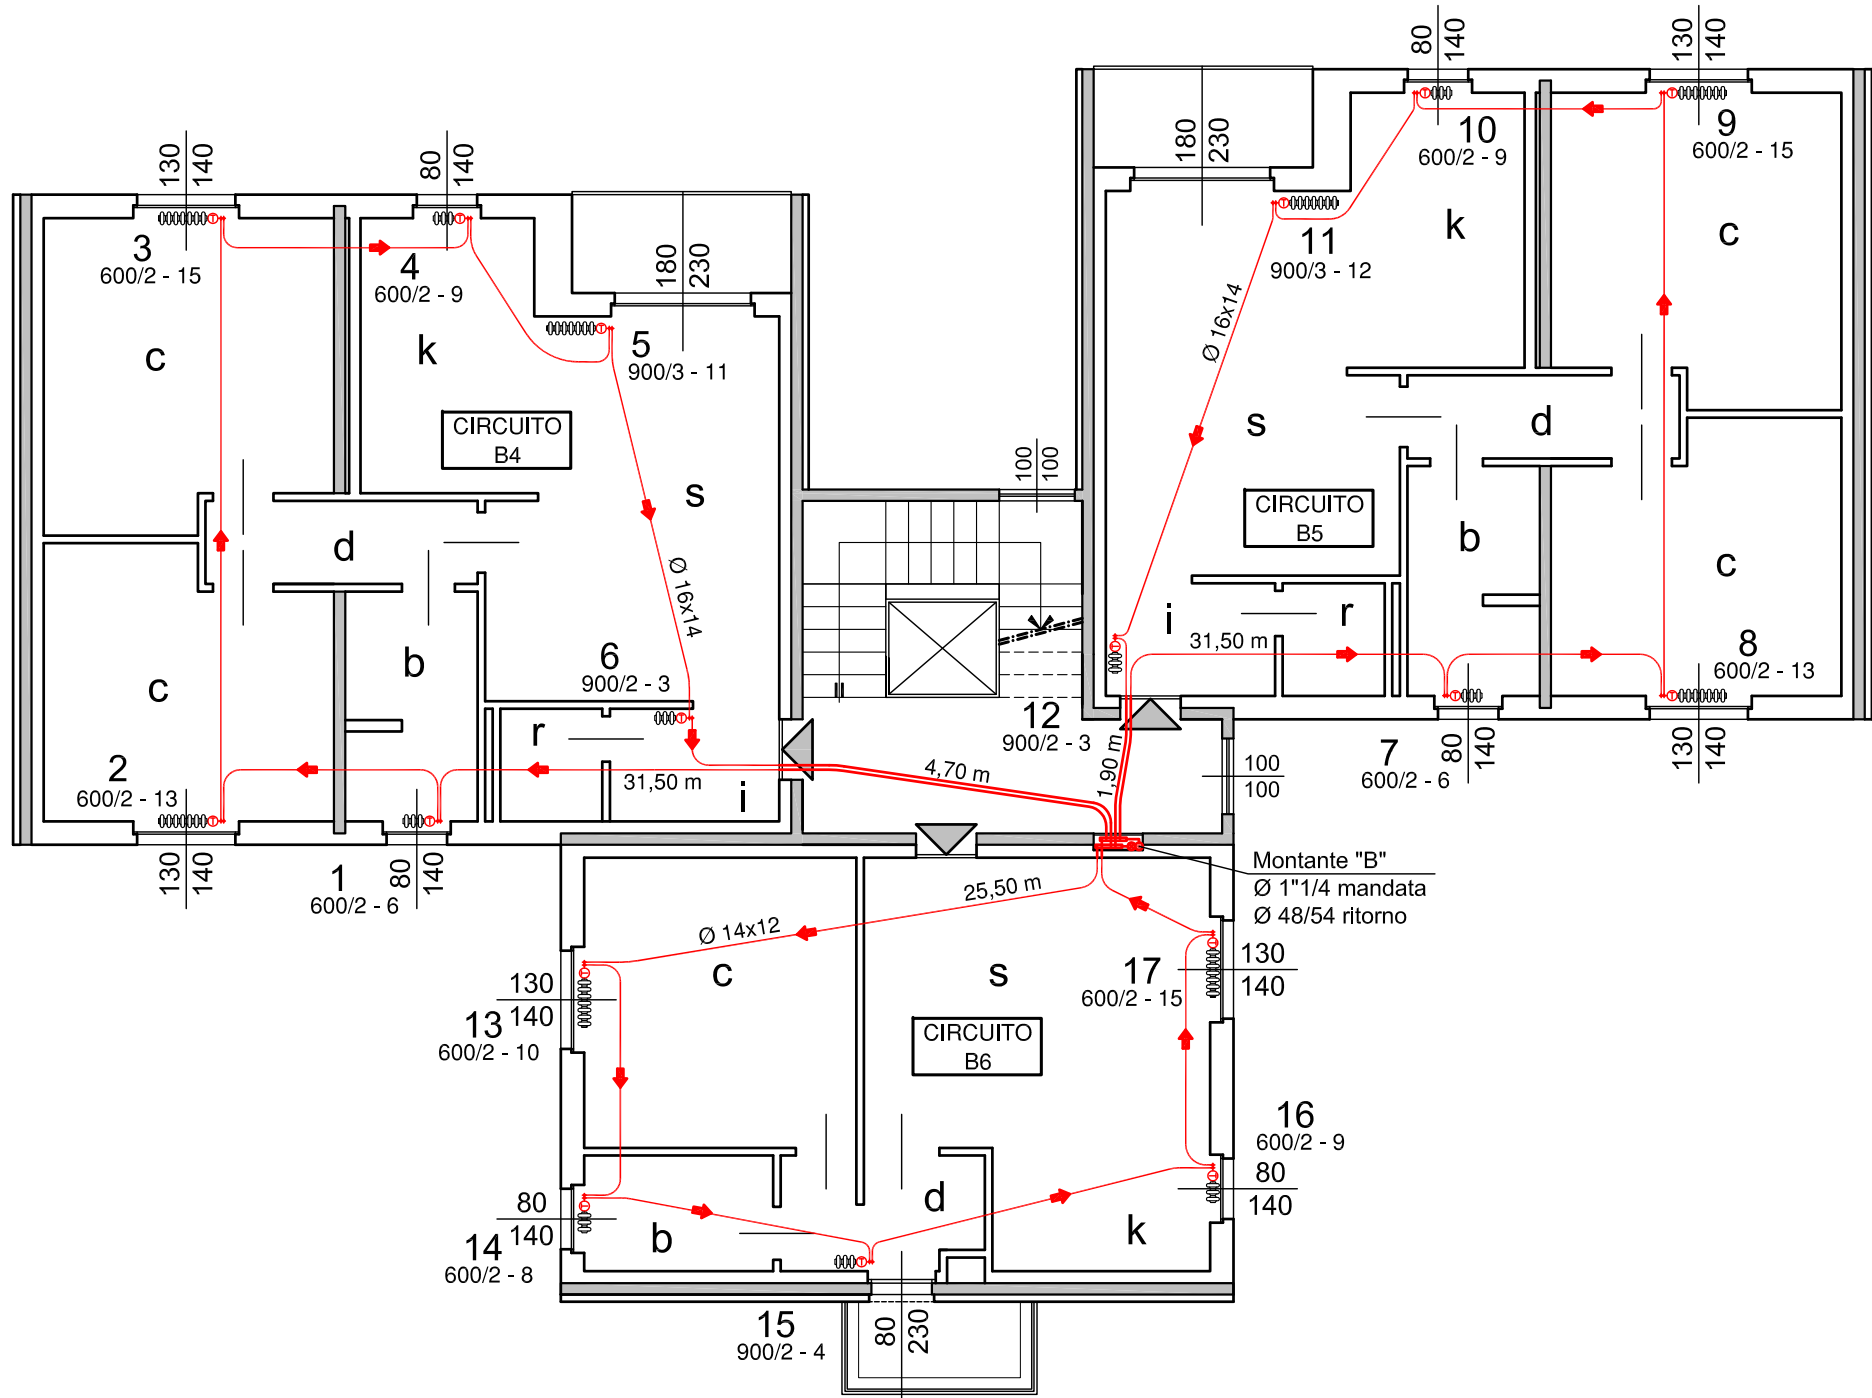 80
140
130
140
10
600/2 - 9
9
600/2 - 15
180
230
130
140
80
140
3
600/2 - 15
4
600/2 - 9
180
230
k
c
11
900/3 - 12
c
k
5
900/3 - 11
Ø 16x14
CIRCUITO
B4
s
d
s
100
100
CIRCUITO
B5
d
b
c
Ø 16x14
i
r
31,50 m
8
600/2 - 13
c
b
6
900/2 - 3
r
31,50 m
i
12
900/2 - 3
4,70 m
1,90 m
100
100
7
600/2 - 6
80
140
130
140
2
600/2 - 13
130
140
1
600/2 - 6
80
140
Montante "B"
Ø 1"1/4 mandata
Ø 48/54 ritorno
25,50 m
Ø 14x12
c
s
130
140
13
600/2 - 10
17
600/2 - 15
130
140
CIRCUITO
B6
16
600/2 - 9
80
140
80
140
14
600/2 - 8
b
d
k
15
900/2 - 4
80
230